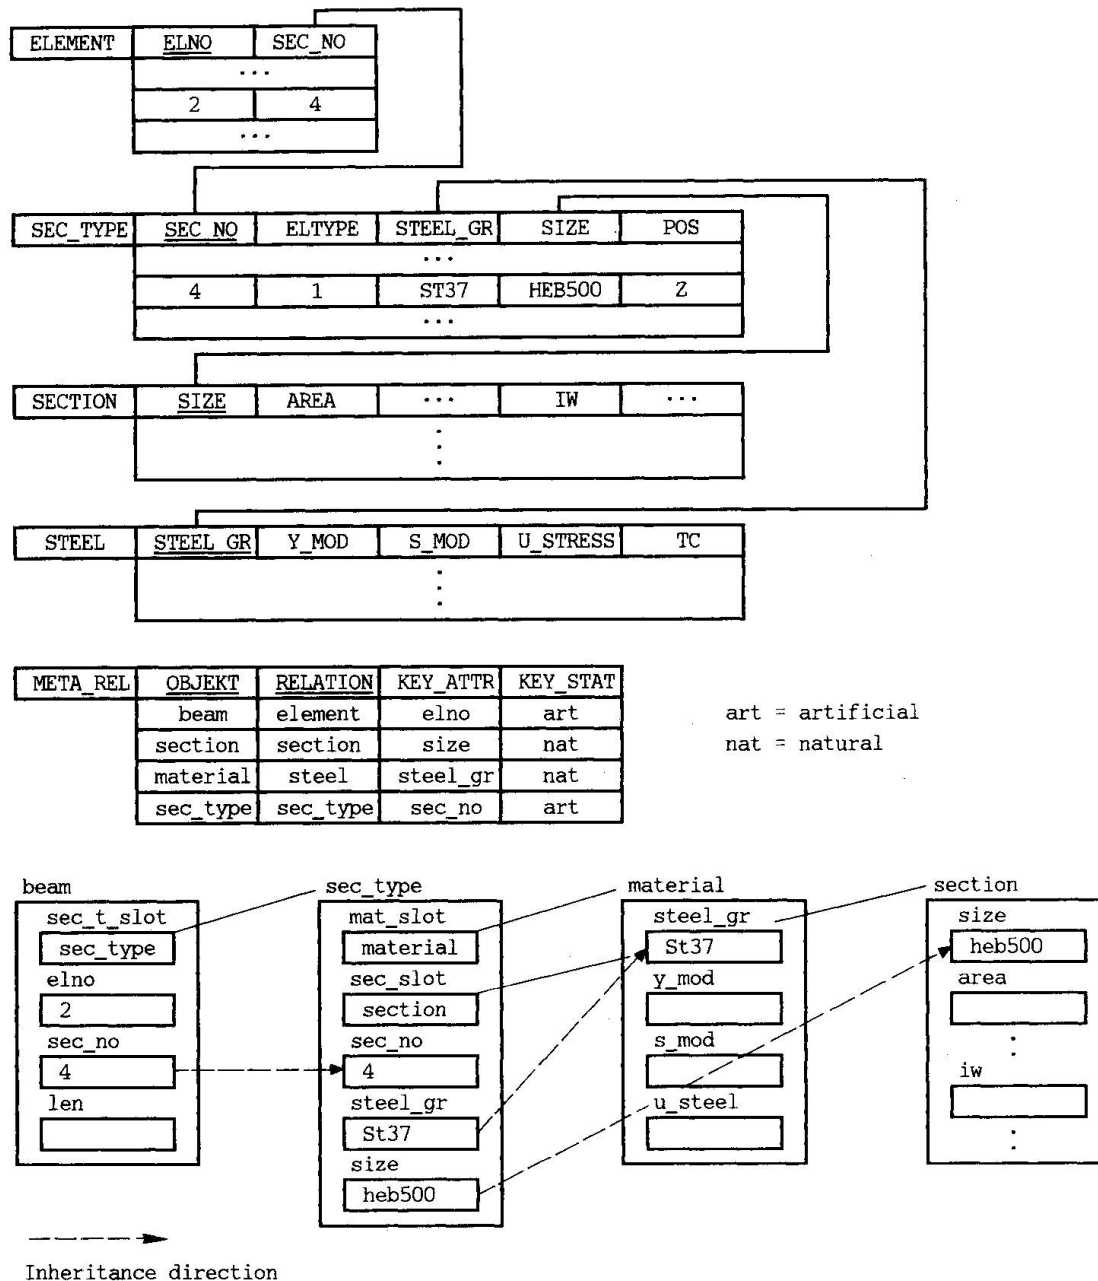 ELEMENT ELNO SEC_NO
...
2 4
...
SEC_TYPE SEC_NO ELTYPE STEEL_GR SIZE POS
...
4 1 ST37 HEB500 Z
...
SECTION SIZE AREA ... IW ...
STEEL STEEL_GR Y_MOD S_MOD U_STRESS TC
META_REL OBJEKT RELATION KEY_ATTR KEY_STAT
beam element elno art
art = artificial
section section size nat
nat = natural
material steel steel_gr nat
sec_type sec_type sec_no art
beam
sec_t_slot
sec_type
elno
2
sec_no
4
len
sec_type
mat_slot
material
sec_slot
section
sec_no
4
steel_gr
St37
size
heb500
material
steel_gr
St37
y_mod
s_mod
u_steel
section
size
heb500
area
iw
Inheritance direction